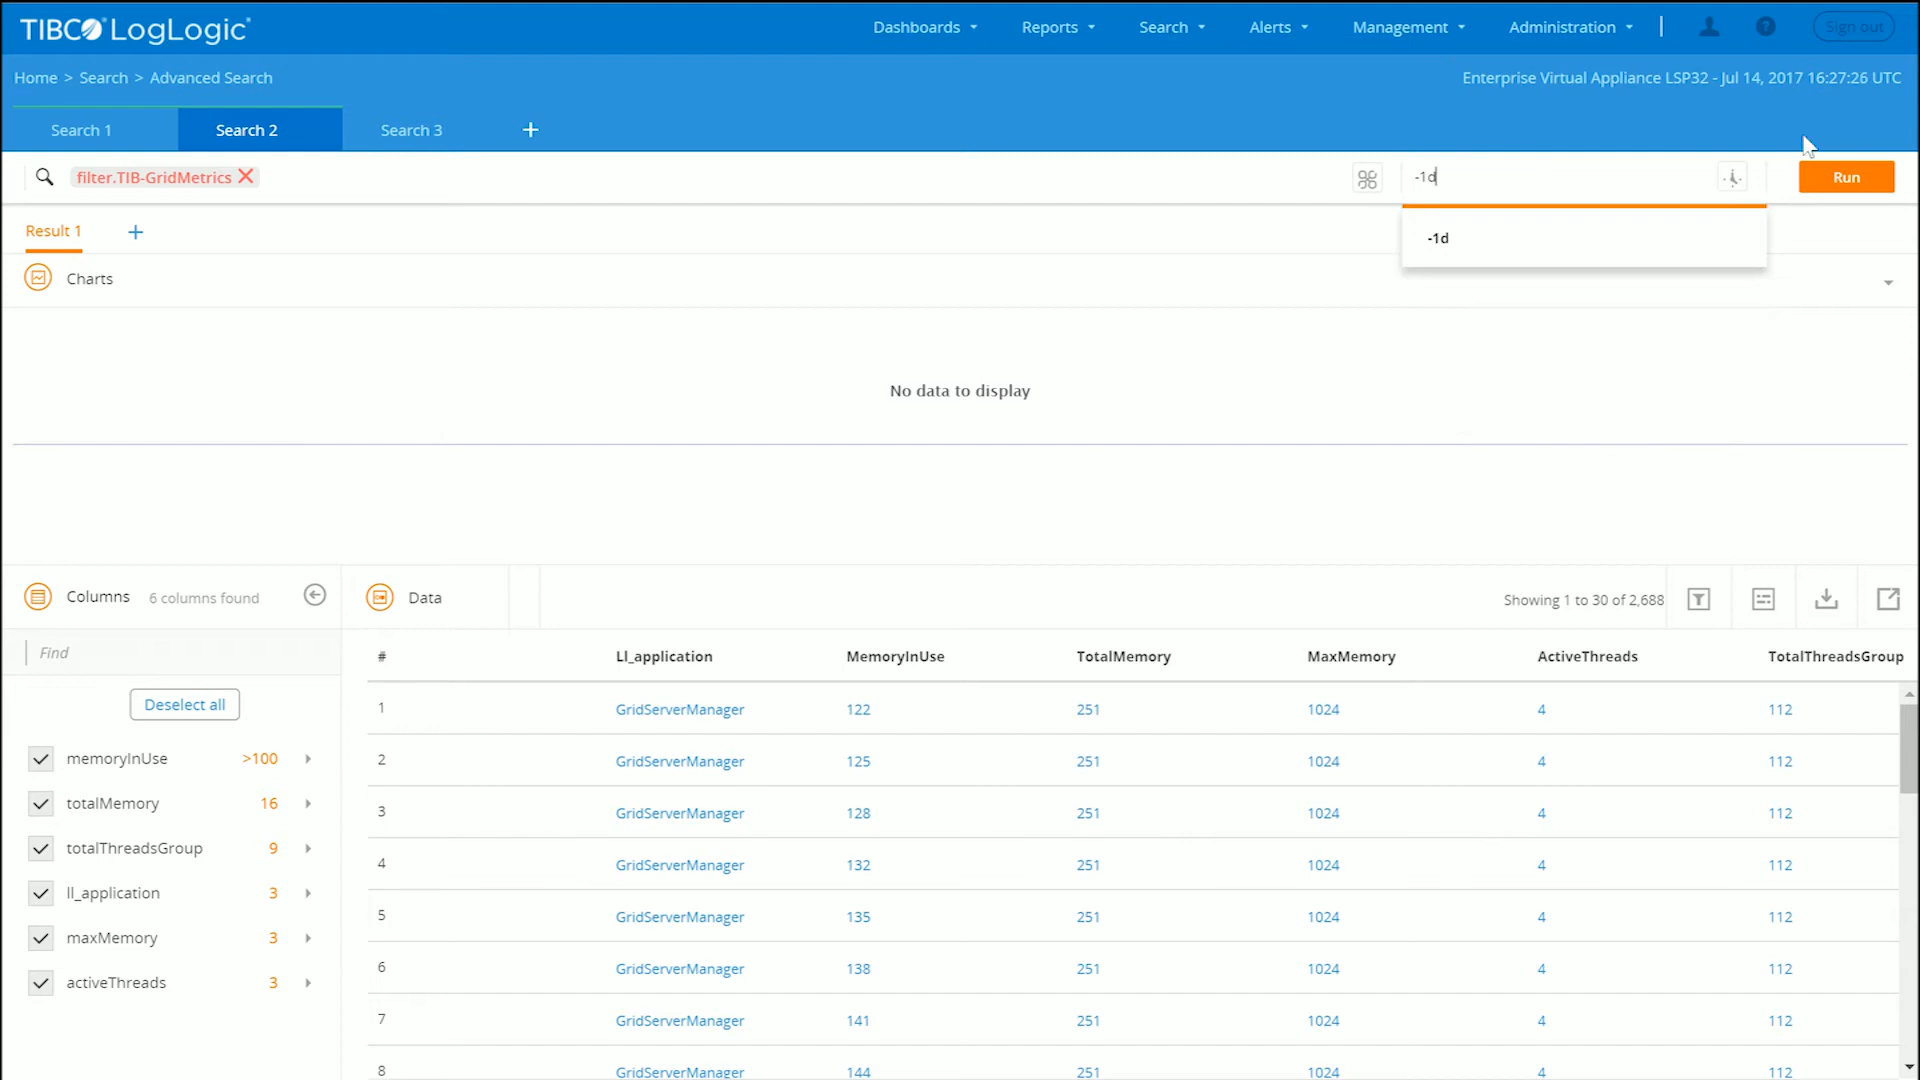 TIBCO LogLogic
Dashboards Reports Search Alerts Management Administration | Sign out
Home > Search > Advanced Search
Enterprise Virtual Appliance LSP32 - Jul 14, 2017 16:27:26 UTC
Search 1 Search 2 Search 3 +
filter.TIB-GridMetrics -1d Run
-1d
Result 1 +
Charts
No data to display
Columns 6 columns found
Data
Showing 1 to 30 of 2,688
Find
Deselect all
memoryInUse >100
totalMemory 16
totalThreadsGroup 9
ll_application 3
maxMemory 3
activeThreads 3
# Ll_application MemoryInUse TotalMemory MaxMemory ActiveThreads TotalThreadsGroup
1 GridServerManager 122 251 1024 4 112
2 GridServerManager 125 251 1024 4 112
3 GridServerManager 128 251 1024 4 112
4 GridServerManager 132 251 1024 4 112
5 GridServerManager 135 251 1024 4 112
6 GridServerManager 138 251 1024 4 112
7 GridServerManager 141 251 1024 4 112
8 GridServerManager 144 251 1024 4 112